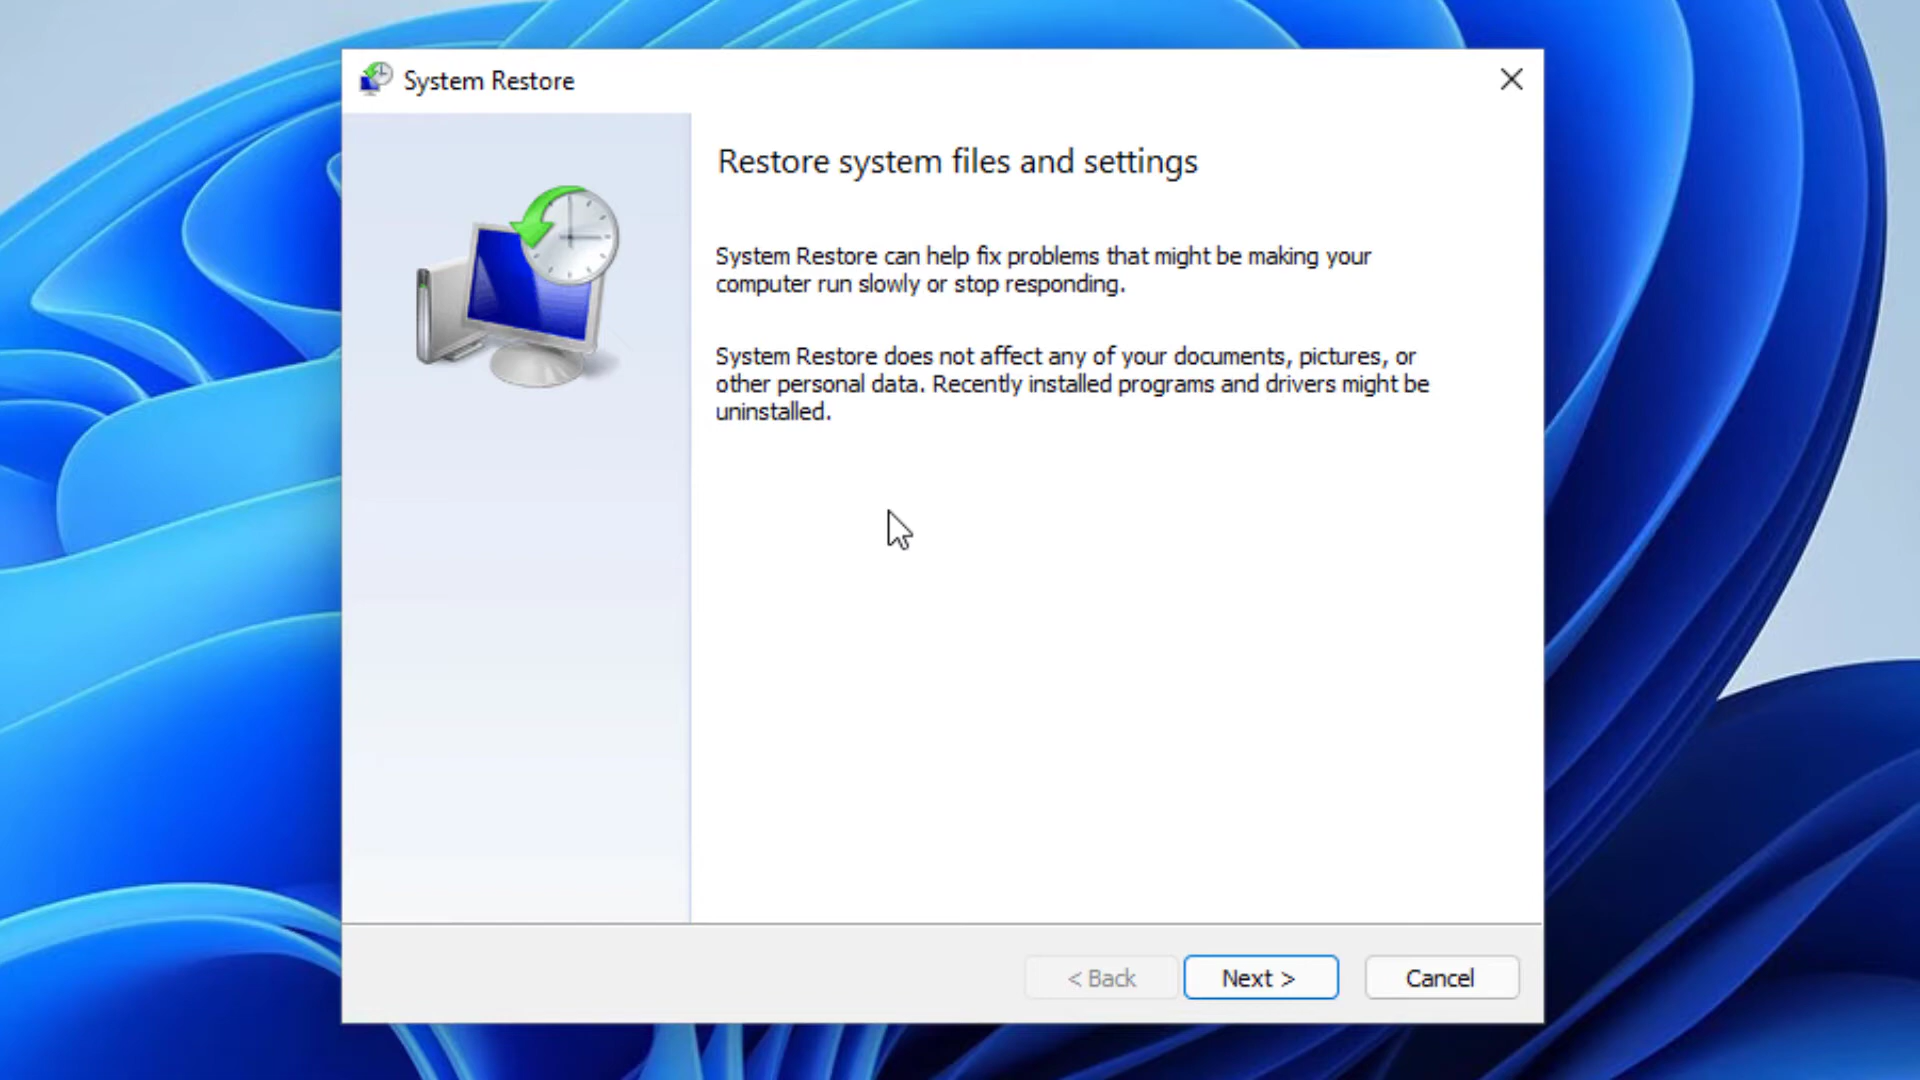 System Restore
Restore system files and settings
System Restore can help fix problems that might be making your
computer run slowly or stop responding.
System Restore does not affect any of your documents, pictures, or
other personal data. Recently installed programs and drivers might be
uninstalled.
< Back
Next >
Cancel